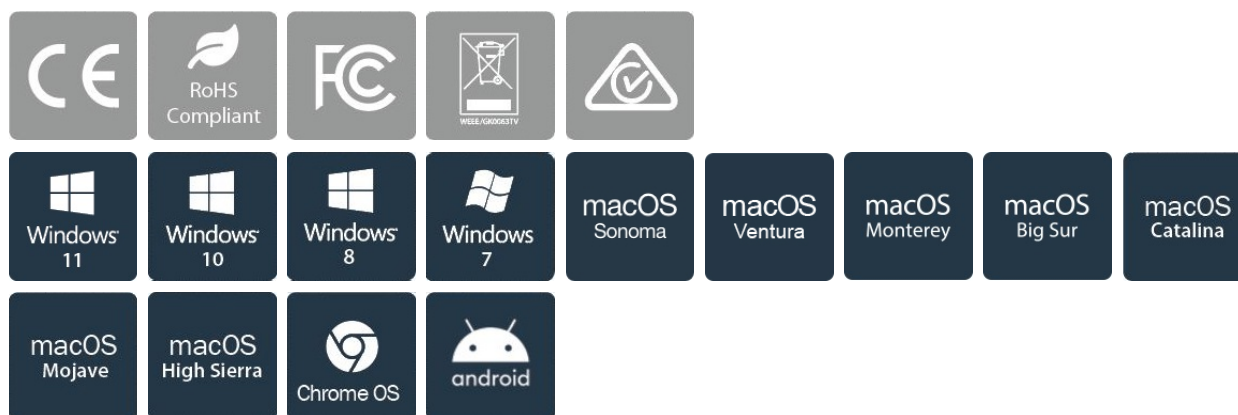 CE
RoHS
Compliant
FC
WEEE/GK0083TV
Windows
11
Windows
10
Windows
8
Windows
7
macOS
Sonoma
macOS
Ventura
macOS
Monterey
macOS
Big Sur
macOS
Catalina
macOS
Mojave
macOS
High Sierra
Chrome OS
android